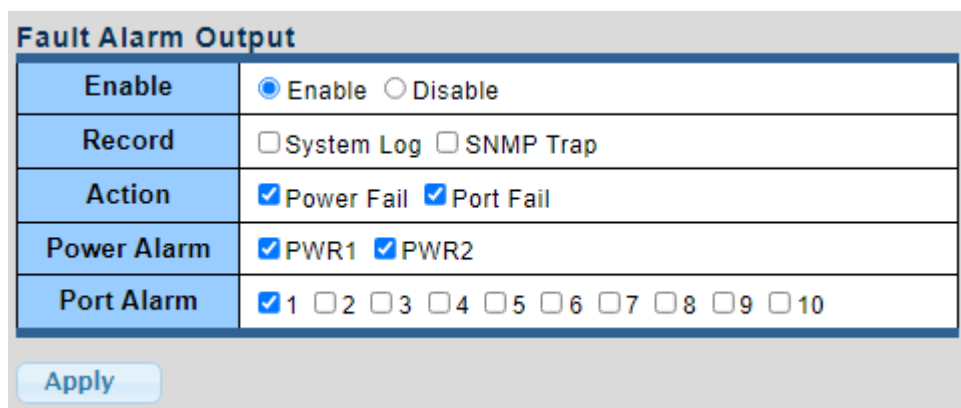 Fault Alarm Output
Enable Enable Disable
Record System Log SNMP Trap
Action Power Fail Port Fail
Power Alarm PWR1 PWR2
Port Alarm 1 2 3 4 5 6 7 8 9 10
Apply